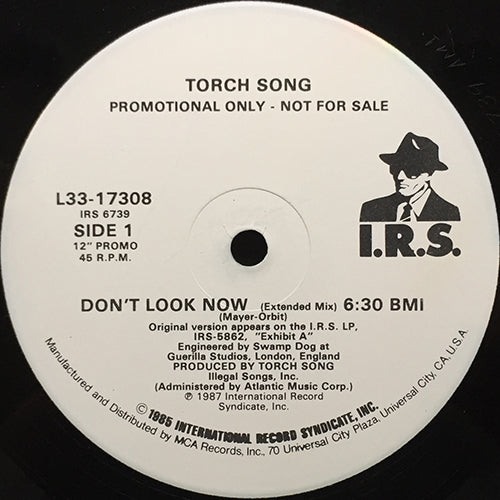 TORCH SONG
PROMOTIONAL ONLY - NOT FOR SALE
L33-17308
IRS 6739
SIDE 1
12" PROMO
45 R.P.M.
I.R.S.
DON'T LOOK NOW (Extended Mix) 6:30 BMI
(Mayer-Orbit)
Original version appears on the I.R.S. LP,
IRS-5862, "Exhibit A"
Engineered by Swamp Dog at
Guerilla Studios, London, England
PRODUCED BY TORCH SONG
Illegal Songs, Inc.
(Administered by Atlantic Music Corp.)
℗ 1987 International Record
Syndicate, Inc.
© 1985 INTERNATIONAL RECORD SYNDICATE, INC.
Manufactured and Distributed by MCA Records, Inc., 70 Universal City Plaza, Universal City, CA. U.S.A.